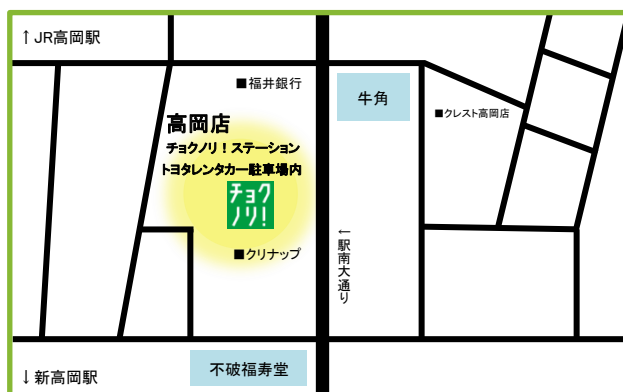 ↑JR高岡駅
■福井銀行
牛角
■クレスト高岡店
高岡店
チョクノリ！ステーション
トヨタレンタカー駐車場内
チョク
ノリ!
■クリナップ
←駅南大通り
不破福寿堂
↓新高岡駅